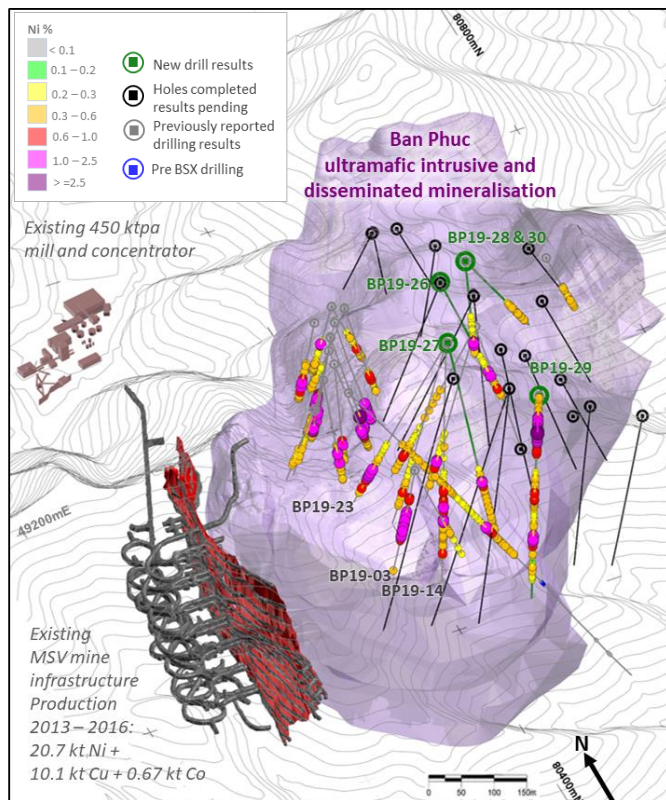 Ni %
< 0.1
0.1 – 0.2
0.2 – 0.3
0.3 – 0.6
0.6 – 1.0
1.0 – 2.5
> =2.5
New drill results
Holes completed
results pending
Previously reported
drilling results
Pre BSX drilling
80800mN
Ban Phuc
ultramafic intrusive and
disseminated mineralisation
Existing 450 ktpa
mill and concentrator
BP19-28 & 30
BP19-26
BP19-27
BP19-29
BP19-23
49200mE
BP19-03
BP19-14
Existing
MSV mine
infrastructure
Production
2013 – 2016:
20.7 kt Ni +
10.1 kt Cu + 0.67 kt Co
N
80400mN
0 50 100 150m